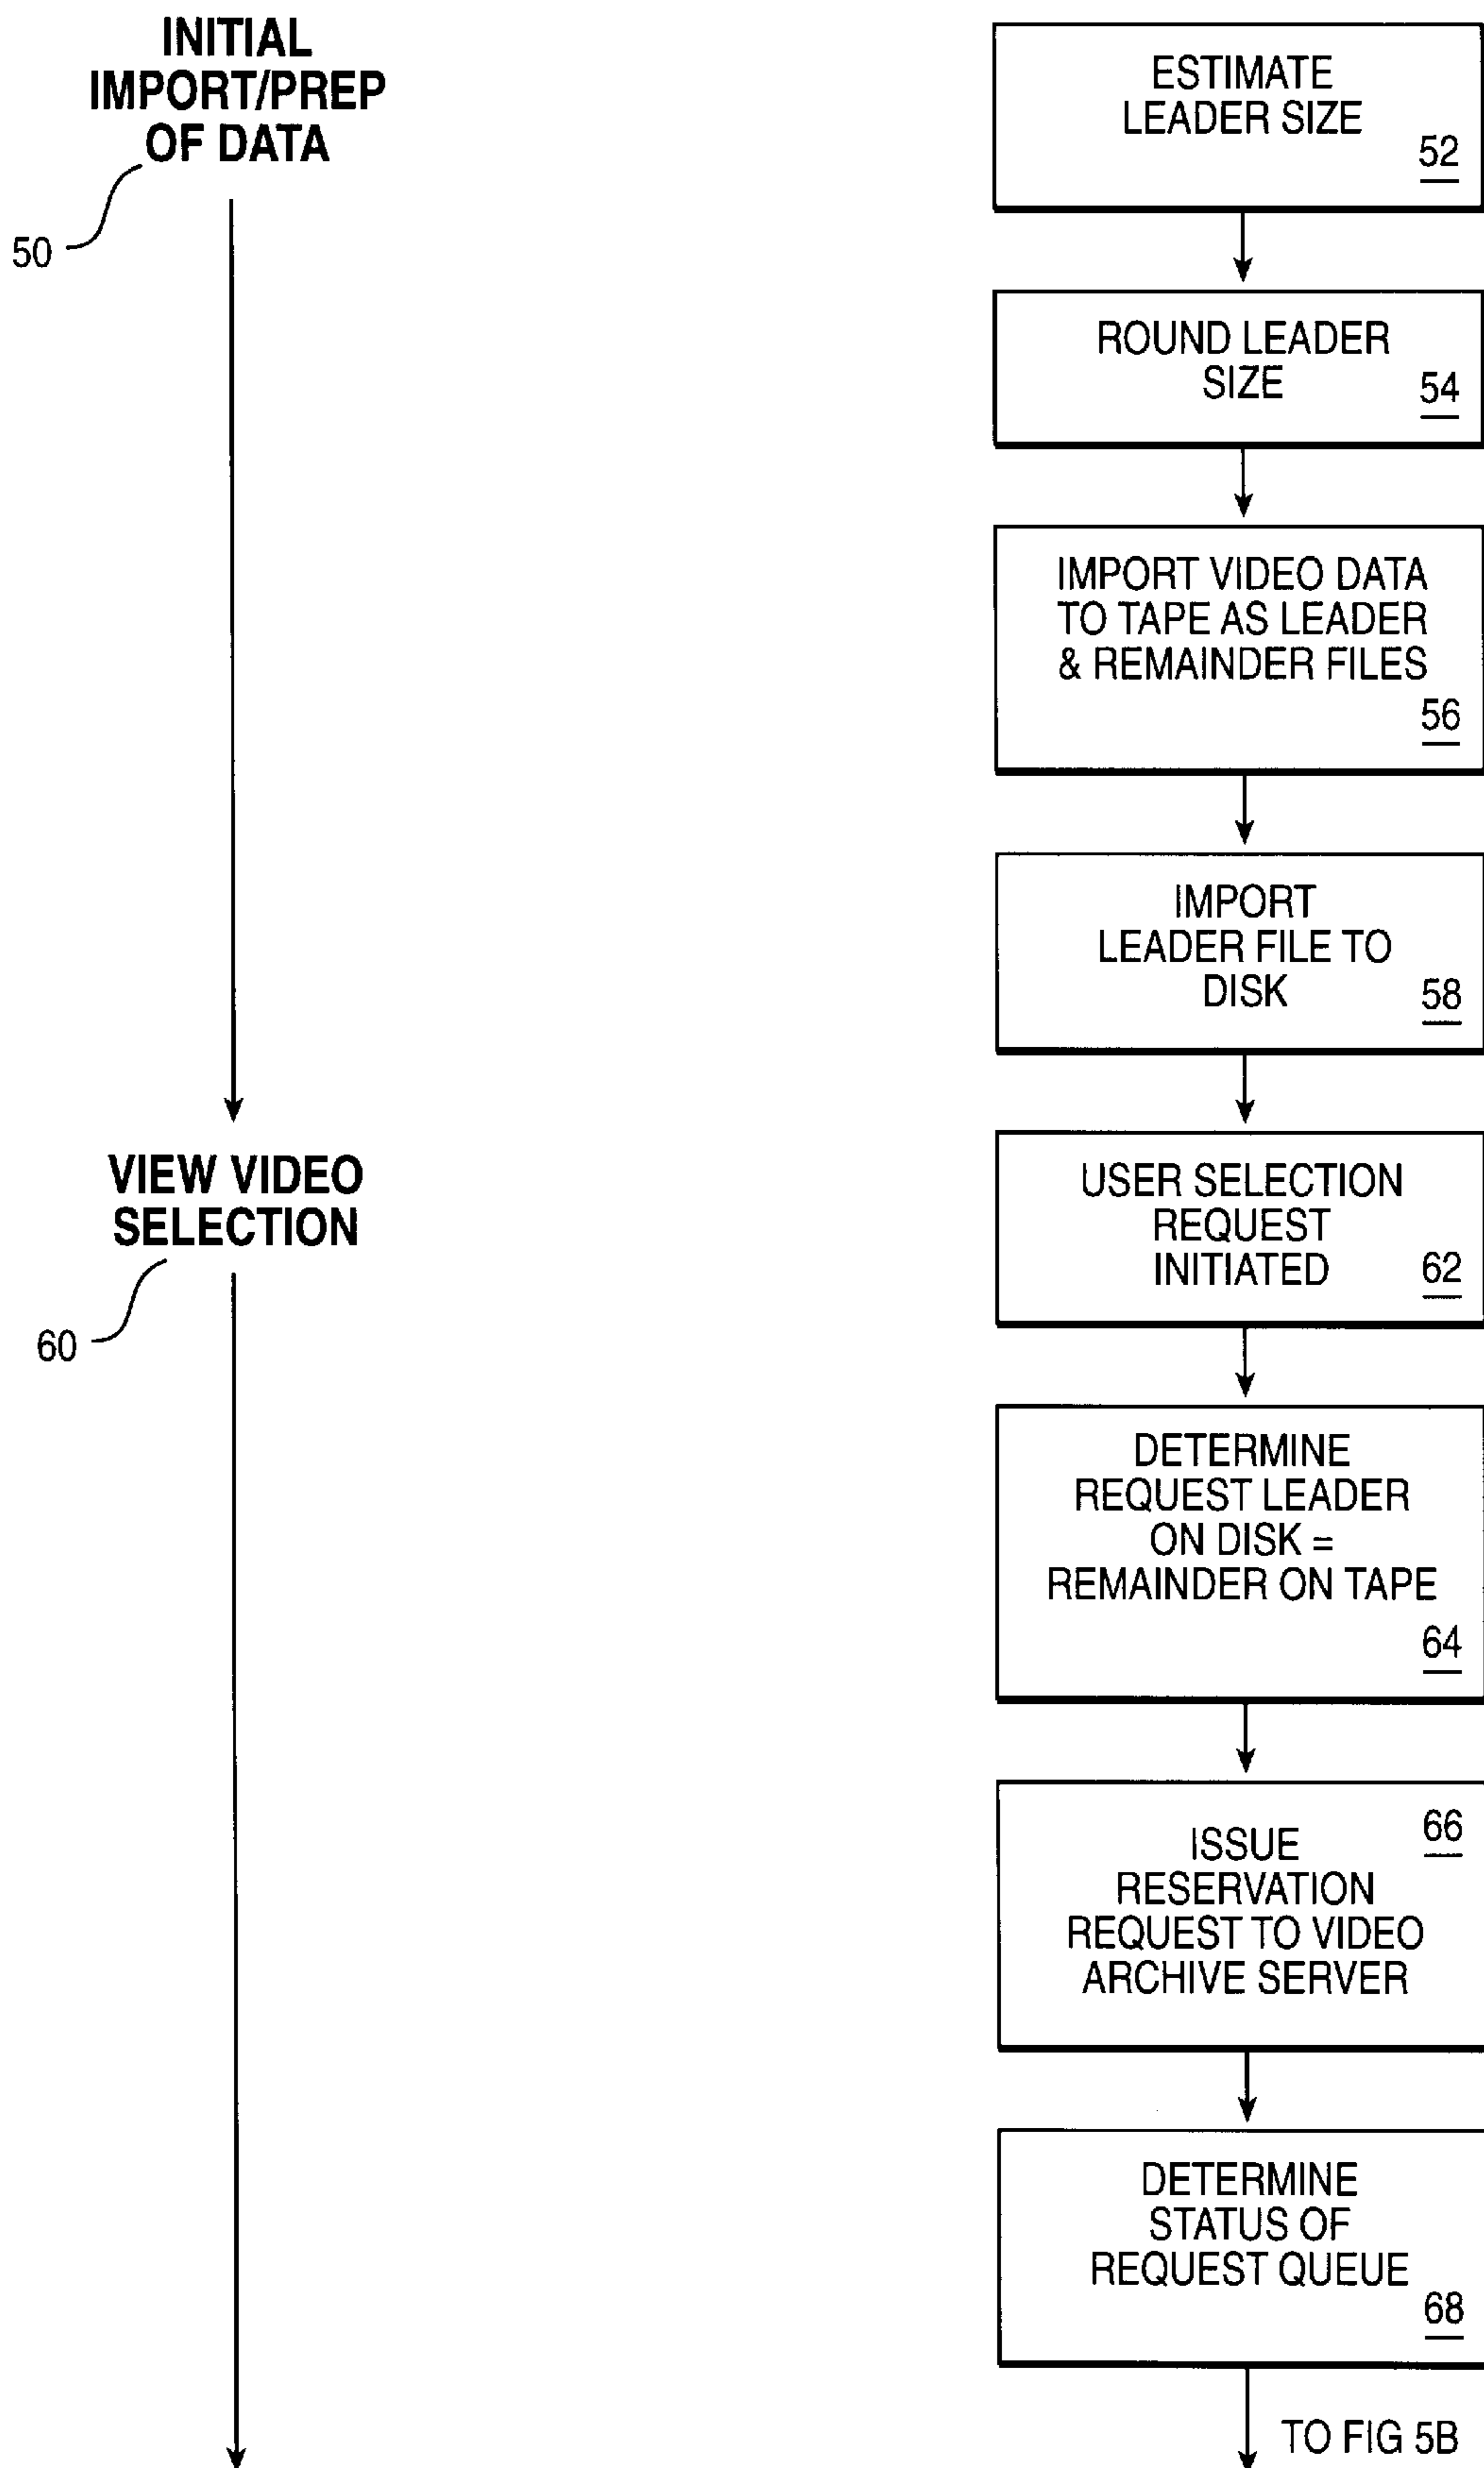 INITIAL
IMPORT/PREP
OF DATA
50
ESTIMATE
LEADER SIZE
52
ROUND LEADER
SIZE
54
IMPORT VIDEO DATA
TO TAPE AS LEADER
& REMAINDER FILES
56
IMPORT
LEADER FILE TO
DISK
58
VIEW VIDEO
SELECTION
60
USER SELECTION
REQUEST
INITIATED
62
DETERMINE
REQUEST LEADER
ON DISK =
REMAINDER ON TAPE
64
66
ISSUE
RESERVATION
REQUEST TO VIDEO
ARCHIVE SERVER
DETERMINE
STATUS OF
REQUEST QUEUE
68
TO FIG 5B